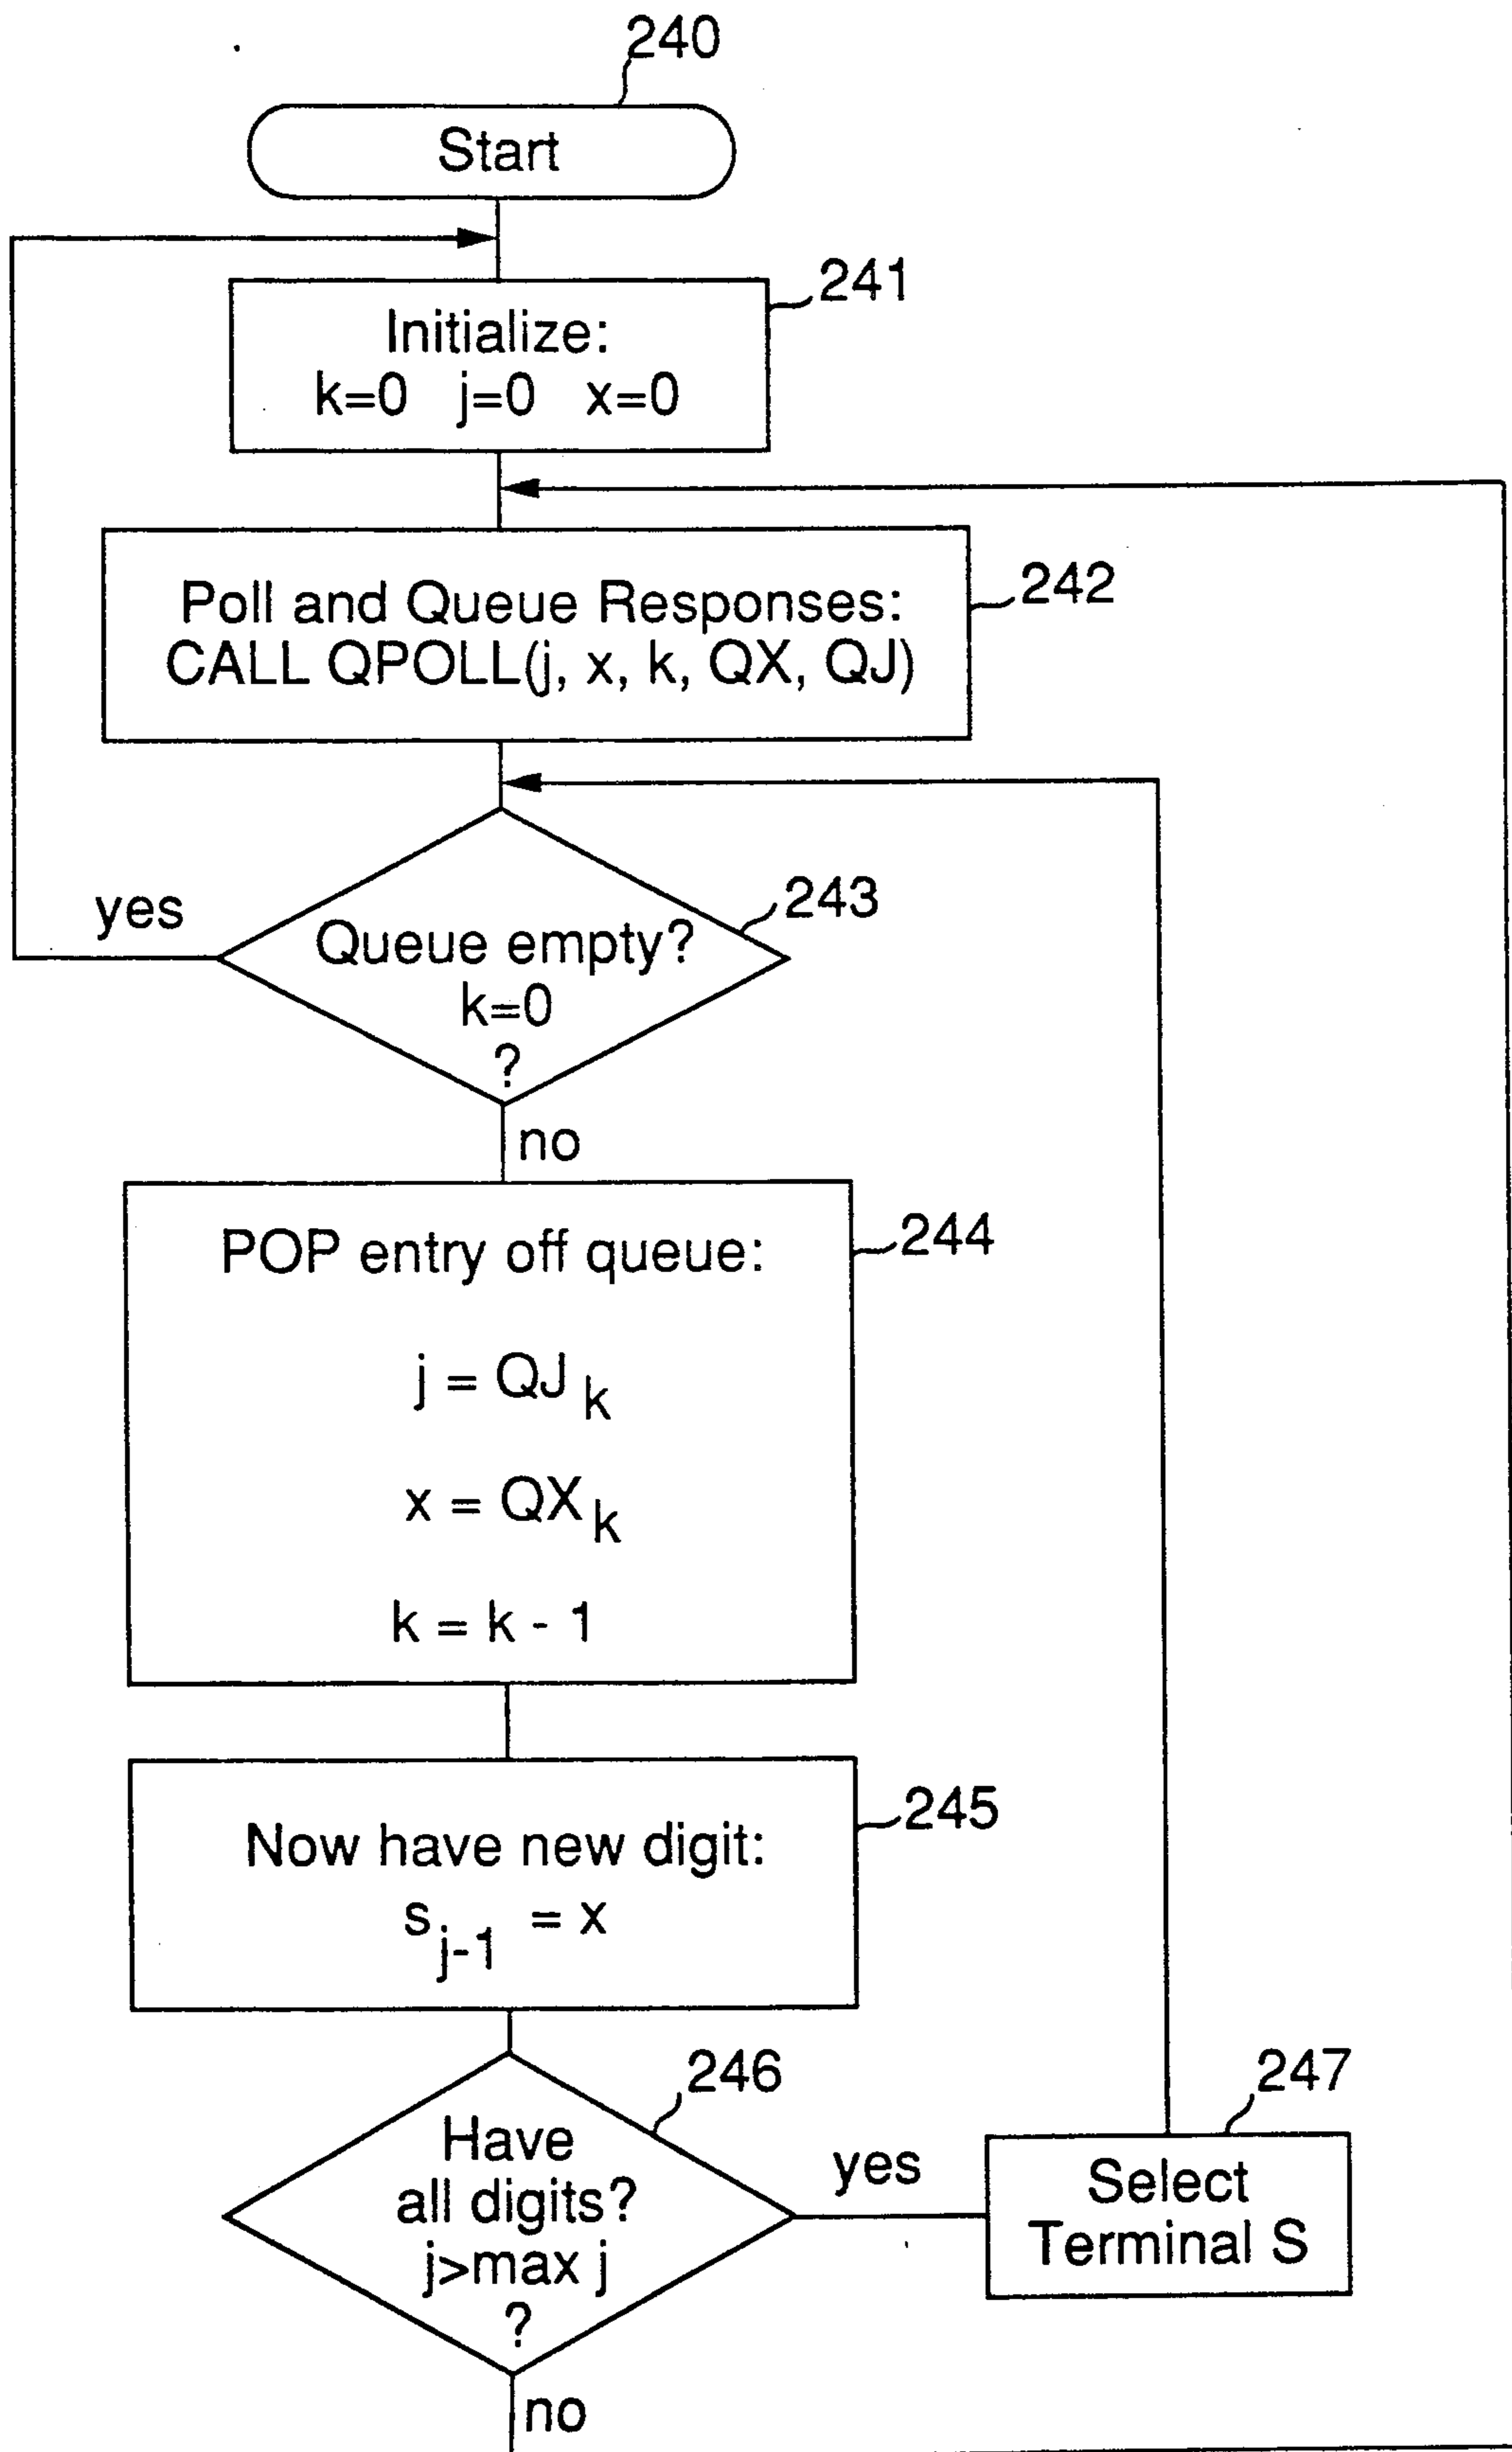 240
Start
241
Initialize:
k=0 j=0 x=0
242
Poll and Queue Responses:
CALL QPOLL(j, x, k, QX, QJ)
yes
243
Queue empty?
k=0
?
no
244
POP entry off queue:
j = QJ k
x = QX k
k = k - 1
245
Now have new digit:
s j-1 = x
246
Have
all digits?
j>max j
?
yes
247
Select
Terminal S
no